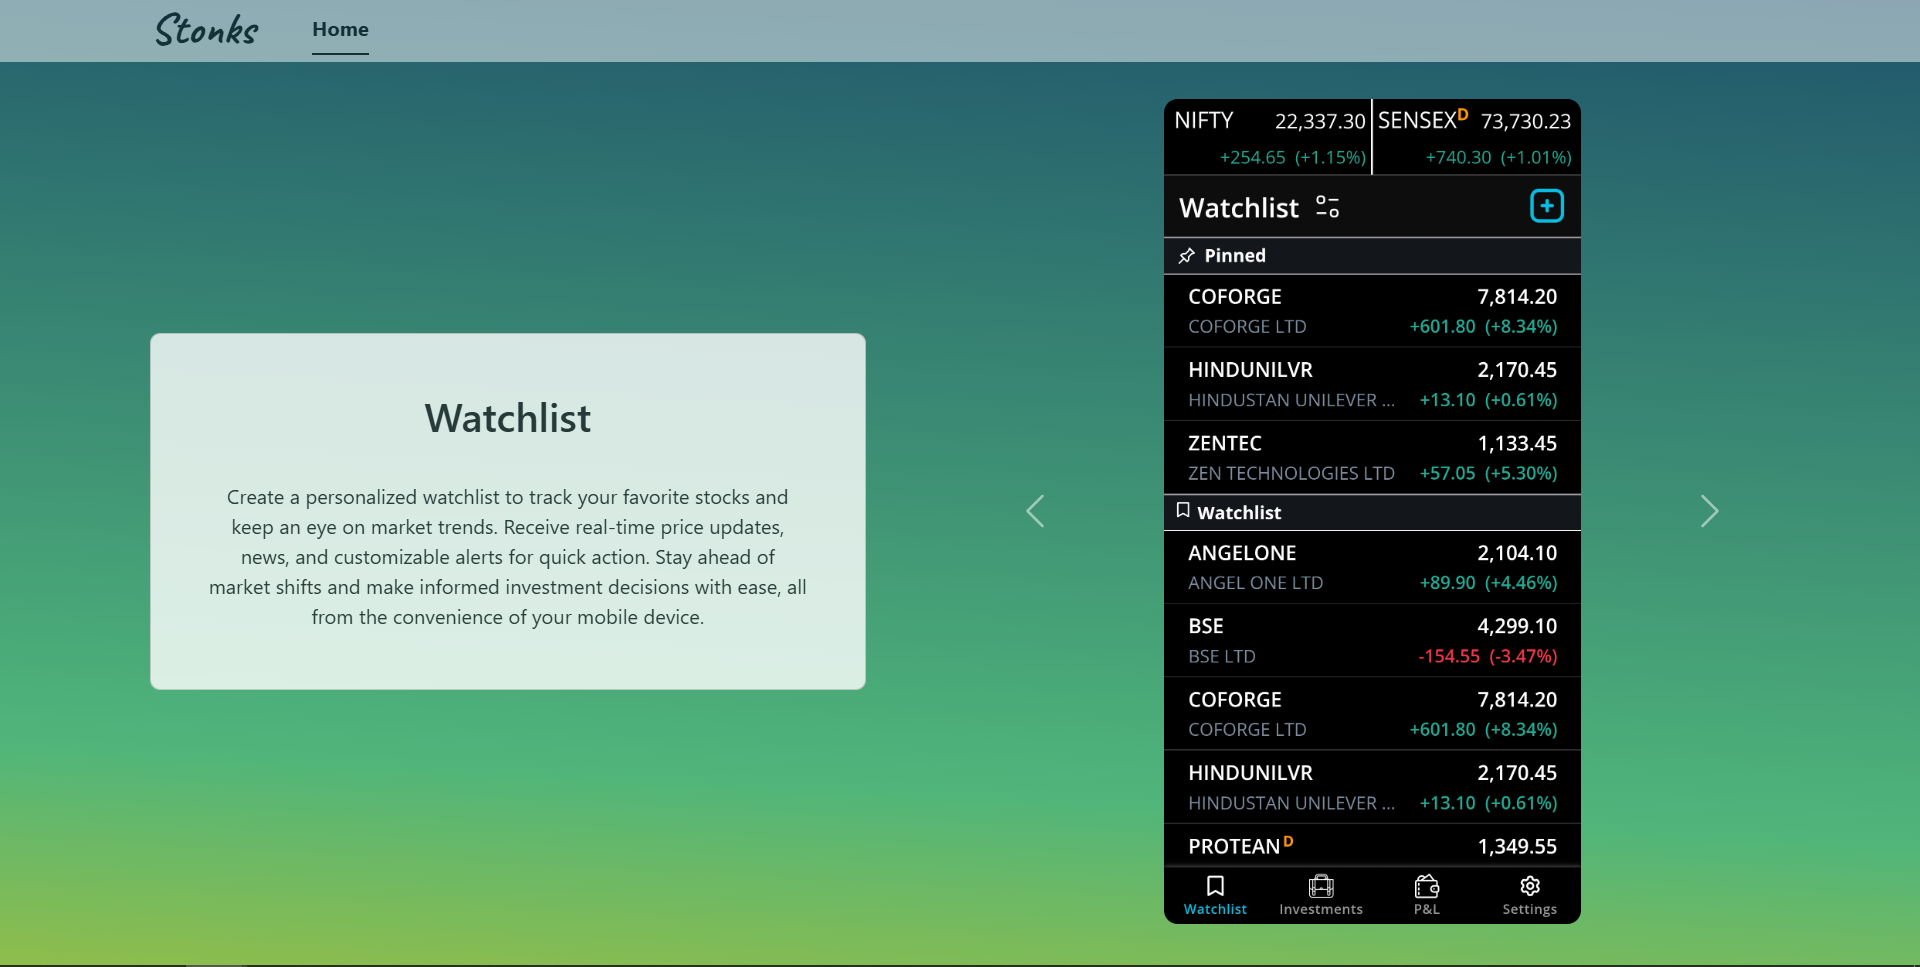 Stonks
Home
Watchlist
Create a personalized watchlist to track your favorite stocks and
keep an eye on market trends. Receive real-time price updates,
news, and customizable alerts for quick action. Stay ahead of
market shifts and make informed investment decisions with ease, all
from the convenience of your mobile device.
NIFTY 22,337.30
+254.65 (+1.15%)
SENSEX D 73,730.23
+740.30 (+1.01%)
Watchlist
Pinned
COFORGE 7,814.20
COFORGE LTD +601.80 (+8.34%)
HINDUNILVR 2,170.45
HINDUSTAN UNILEVER ... +13.10 (+0.61%)
ZENTEC 1,133.45
ZEN TECHNOLOGIES LTD +57.05 (+5.30%)
Watchlist
ANGELONE 2,104.10
ANGEL ONE LTD +89.90 (+4.46%)
BSE 4,299.10
BSE LTD -154.55 (-3.47%)
COFORGE 7,814.20
COFORGE LTD +601.80 (+8.34%)
HINDUNILVR 2,170.45
HINDUSTAN UNILEVER ... +13.10 (+0.61%)
PROTEAN D 1,349.55
Watchlist Investments P&L Settings